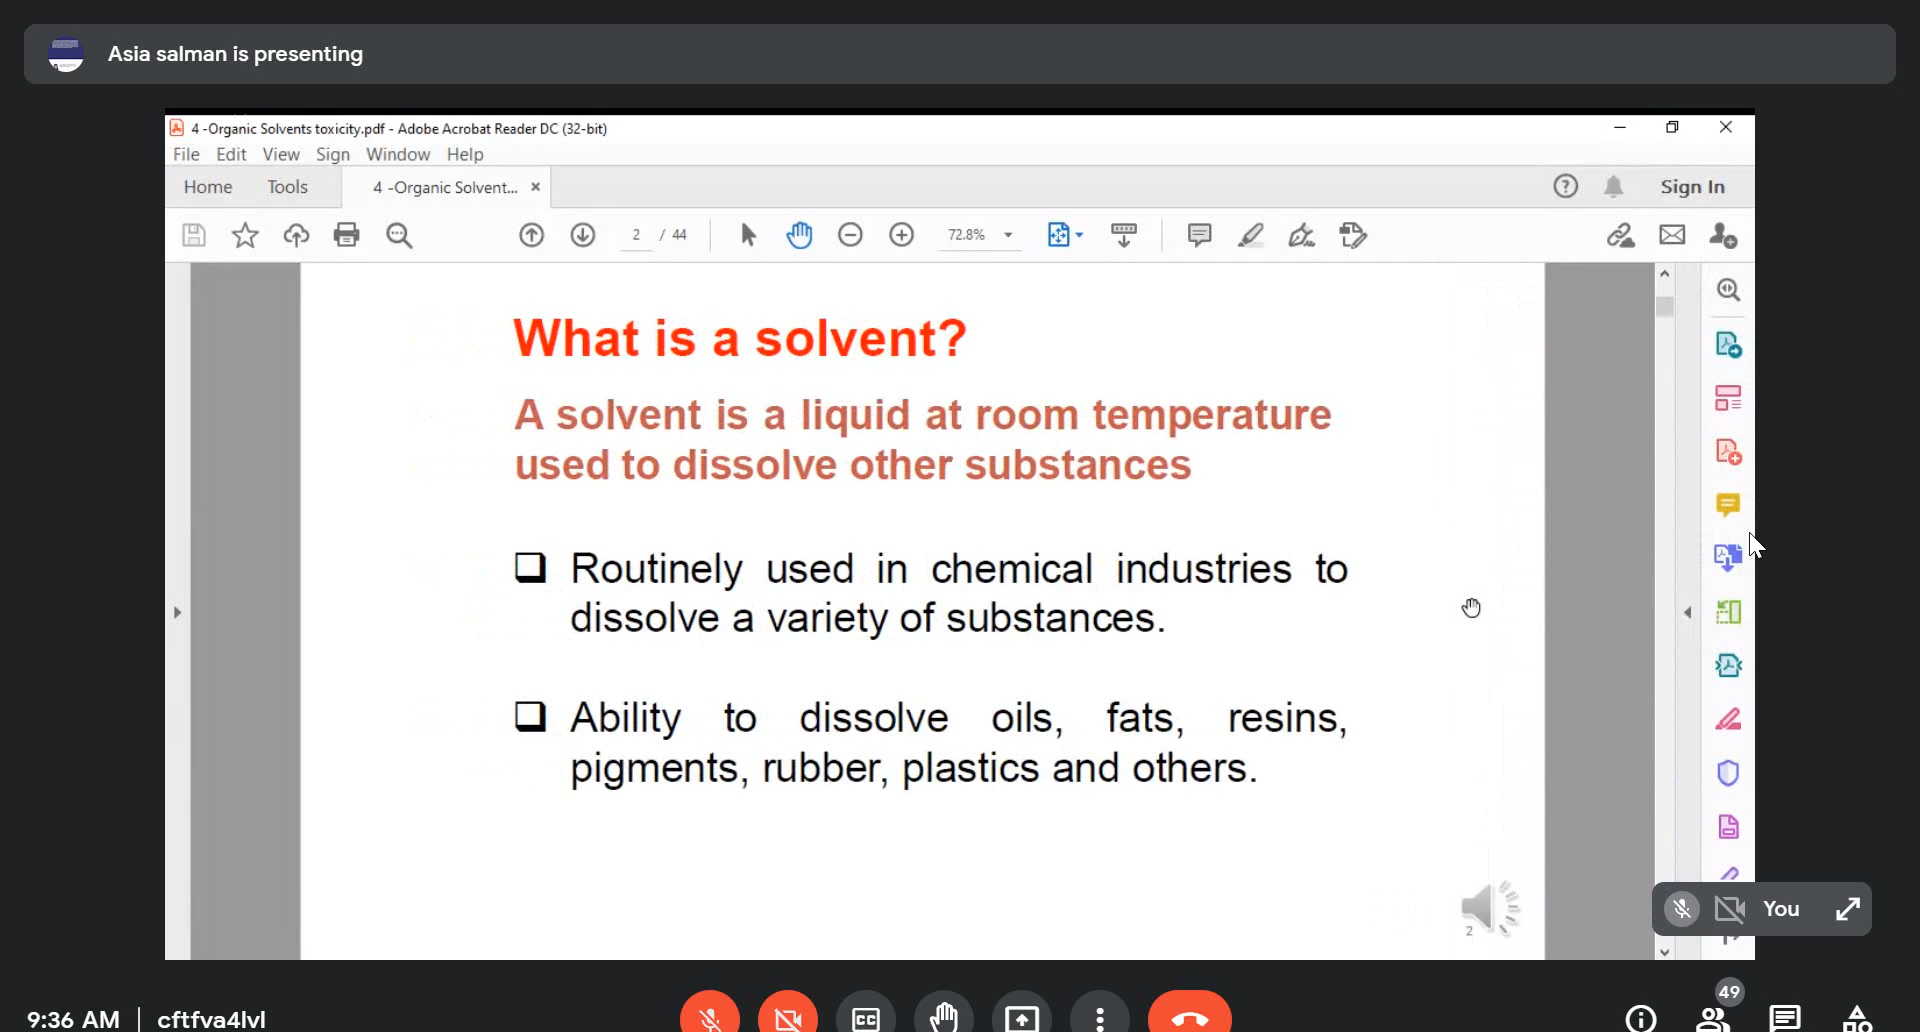 Asia salman is presenting
4 -Organic Solvents toxicity.pdf - Adobe Acrobat Reader DC (32-bit)
File Edit View Sign Window Help
Home Tools 4 -Organic Solvent... × Sign In
2 / 44 72.8%
What is a solvent?
A solvent is a liquid at room temperature
used to dissolve other substances
❑ Routinely used in chemical industries to
dissolve a variety of substances.
❑ Ability to dissolve oils, fats, resins,
pigments, rubber, plastics and others.
2
You
49
9:36 AM | cftfva4lvl
CC